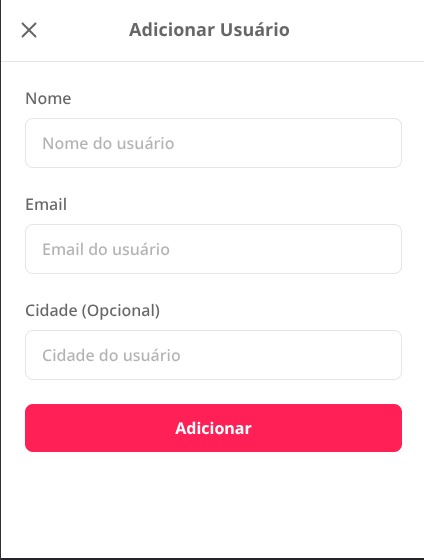 Adicionar Usuário
Nome
Nome do usuário
Email
Email do usuário
Cidade (Opcional)
Cidade do usuário
Adicionar